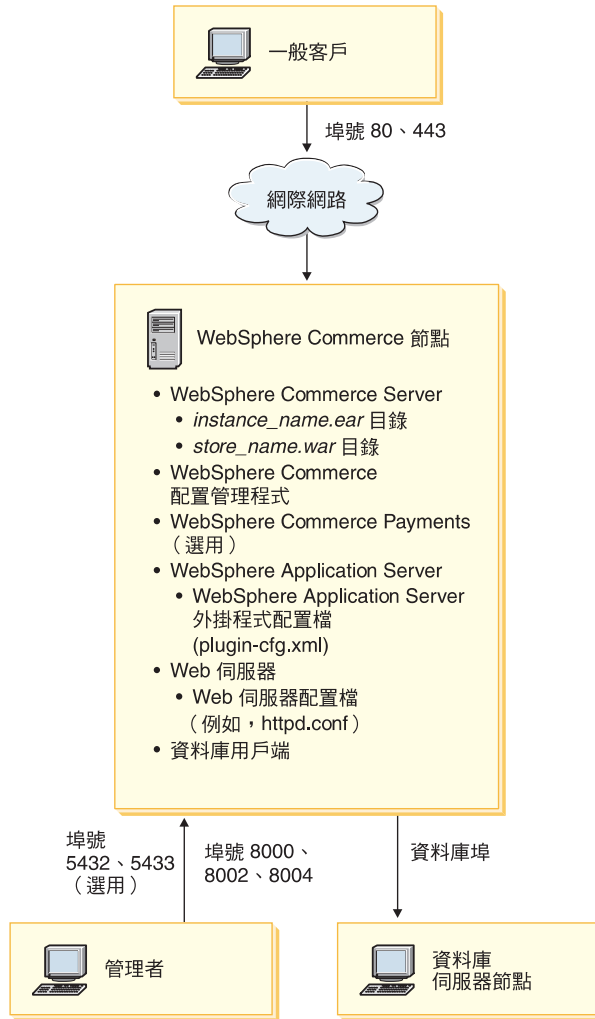 一般客戶
埠號 80、443
網際網路
WebSphere Commerce 節點
• WebSphere Commerce Server
• instance_name.ear 目錄
• store_name.war 目錄
• WebSphere Commerce
配置管理程式
• WebSphere Commerce Payments
（選用）
• WebSphere Application Server
• WebSphere Application Server
外掛程式配置檔
(plugin-cfg.xml)
• Web 伺服器
• Web 伺服器配置檔
（例如，httpd.conf）
• 資料庫用戶端
埠號
5432、5433
（選用）
埠號 8000、
8002、8004
資料庫埠
管理者
資料庫
伺服器節點